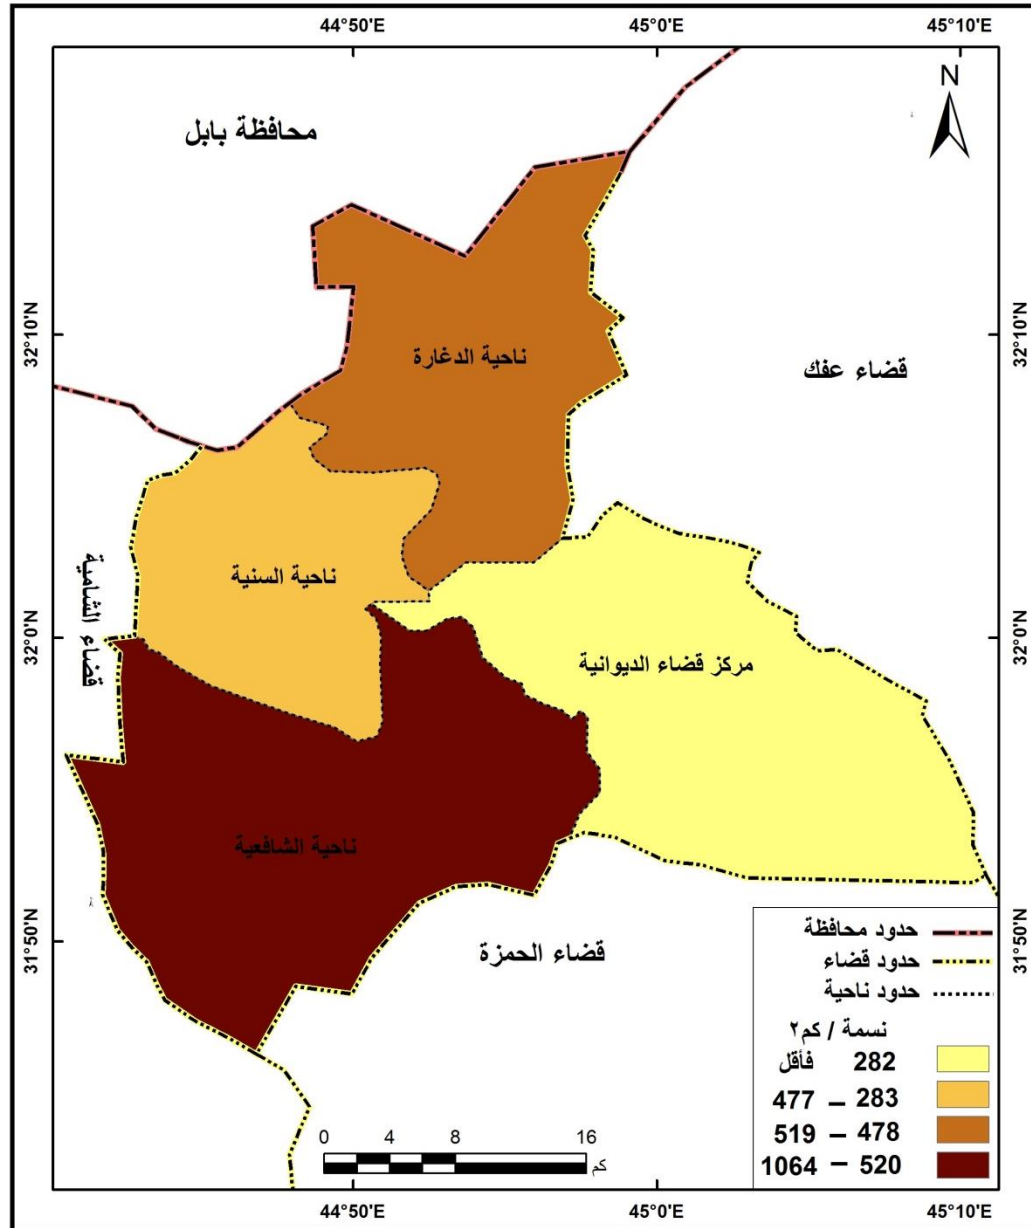 44°50'E 45°0'E 45°10'E
N
محافظة بابل
32°10'N 32°10'N
ناحية الدغارة
قضاء عفك
ناحية السنية
قضاء الشامية
32°0'N 32°0'N
مركز قضاء الديوانية
ناحية الشافعية
31°50'N 31°50'N
قضاء الحمزة
حدود محافظة
حدود قضاء
حدود ناحية
نسمة / كم٢
282 فأقل
283 – 477
478 – 519
520 – 1064
0 4 8 16
كم
44°50'E 45°0'E 45°10'E